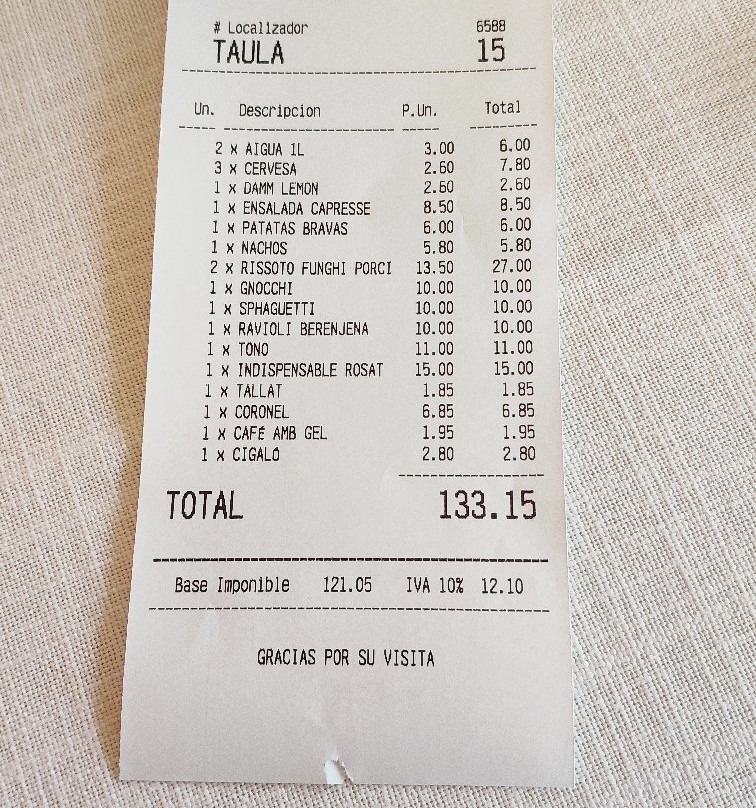 # Localizador 6588
TAULA 15
Un. Descripcion P.Un. Total
2 x AIGUA 1L 3.00 6.00
3 x CERVESA 2.60 7.80
1 x DAMM LEMON 2.60 2.60
1 x ENSALADA CAPRESSE 8.50 8.50
1 x PATATAS BRAVAS 6.00 6.00
1 x NACHOS 5.80 5.80
2 x RISSOTO FUNGHI PORCI 13.50 27.00
1 x GNOCCHI 10.00 10.00
1 x SPHAGUETTI 10.00 10.00
1 x RAVIOLI BERENJENA 10.00 10.00
1 x TONO 11.00 11.00
1 x INDISPENSABLE ROSAT 15.00 15.00
1 x TALLAT 1.85 1.85
1 x CORONEL 6.85 6.85
1 x CAFÉ AMB GEL 1.95 1.95
1 x CIGALÓ 2.80 2.80
TOTAL 133.15
Base Imponible 121.05 IVA 10% 12.10
GRACIAS POR SU VISITA